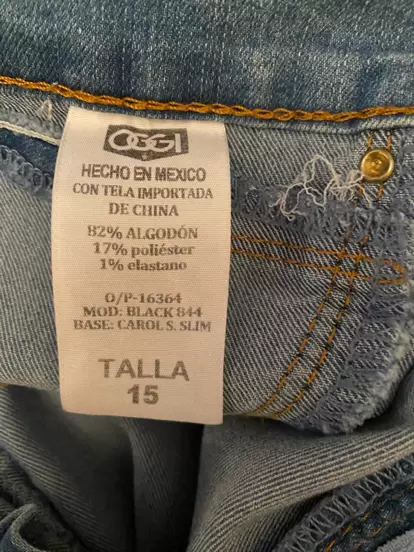 OGGI
HECHO EN MEXICO
CON TELA IMPORTADA
DE CHINA
82% ALGODÓN
17% poliéster
1% elastano
O/P-16364
MOD: BLACK 844
BASE: CAROL S. SLIM
TALLA
15